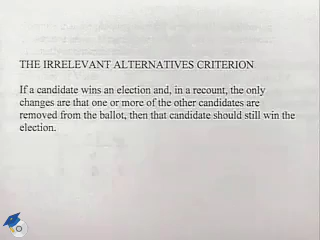 THE IRRELEVANT ALTERNATIVES CRITERION
If a candidate wins an election and, in a recount, the only
changes are that one or more of the other candidates are
removed from the ballot, then that candidate should still win the
election.